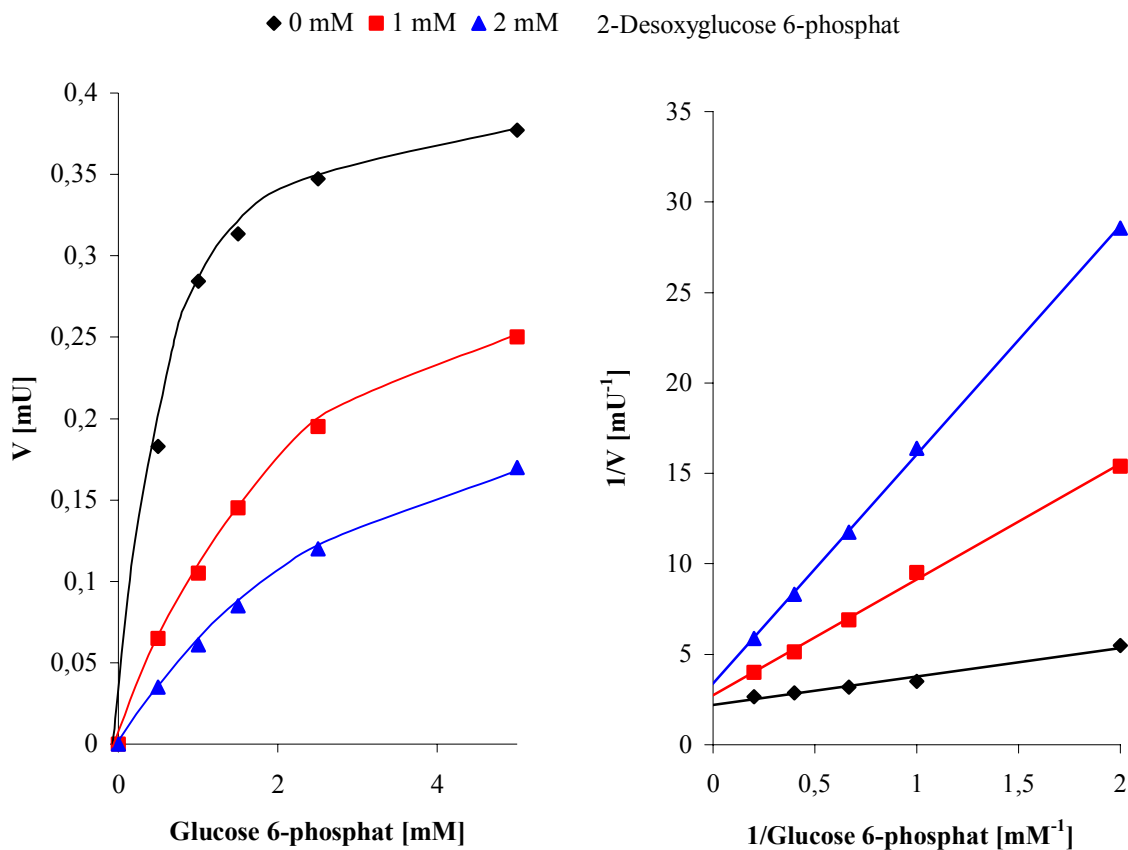 0 mM 1 mM 2 mM 2-Desoxyglucose 6-phosphat
V [mU]
0,4
0,35
0,3
0,25
0,2
0,15
0,1
0,05
0
0 2 4
Glucose 6-phosphat [mM]
1/V [mU⁻¹]
35
30
25
20
15
10
5
0
0 0,5 1 1,5 2
1/Glucose 6-phosphat [mM⁻¹]